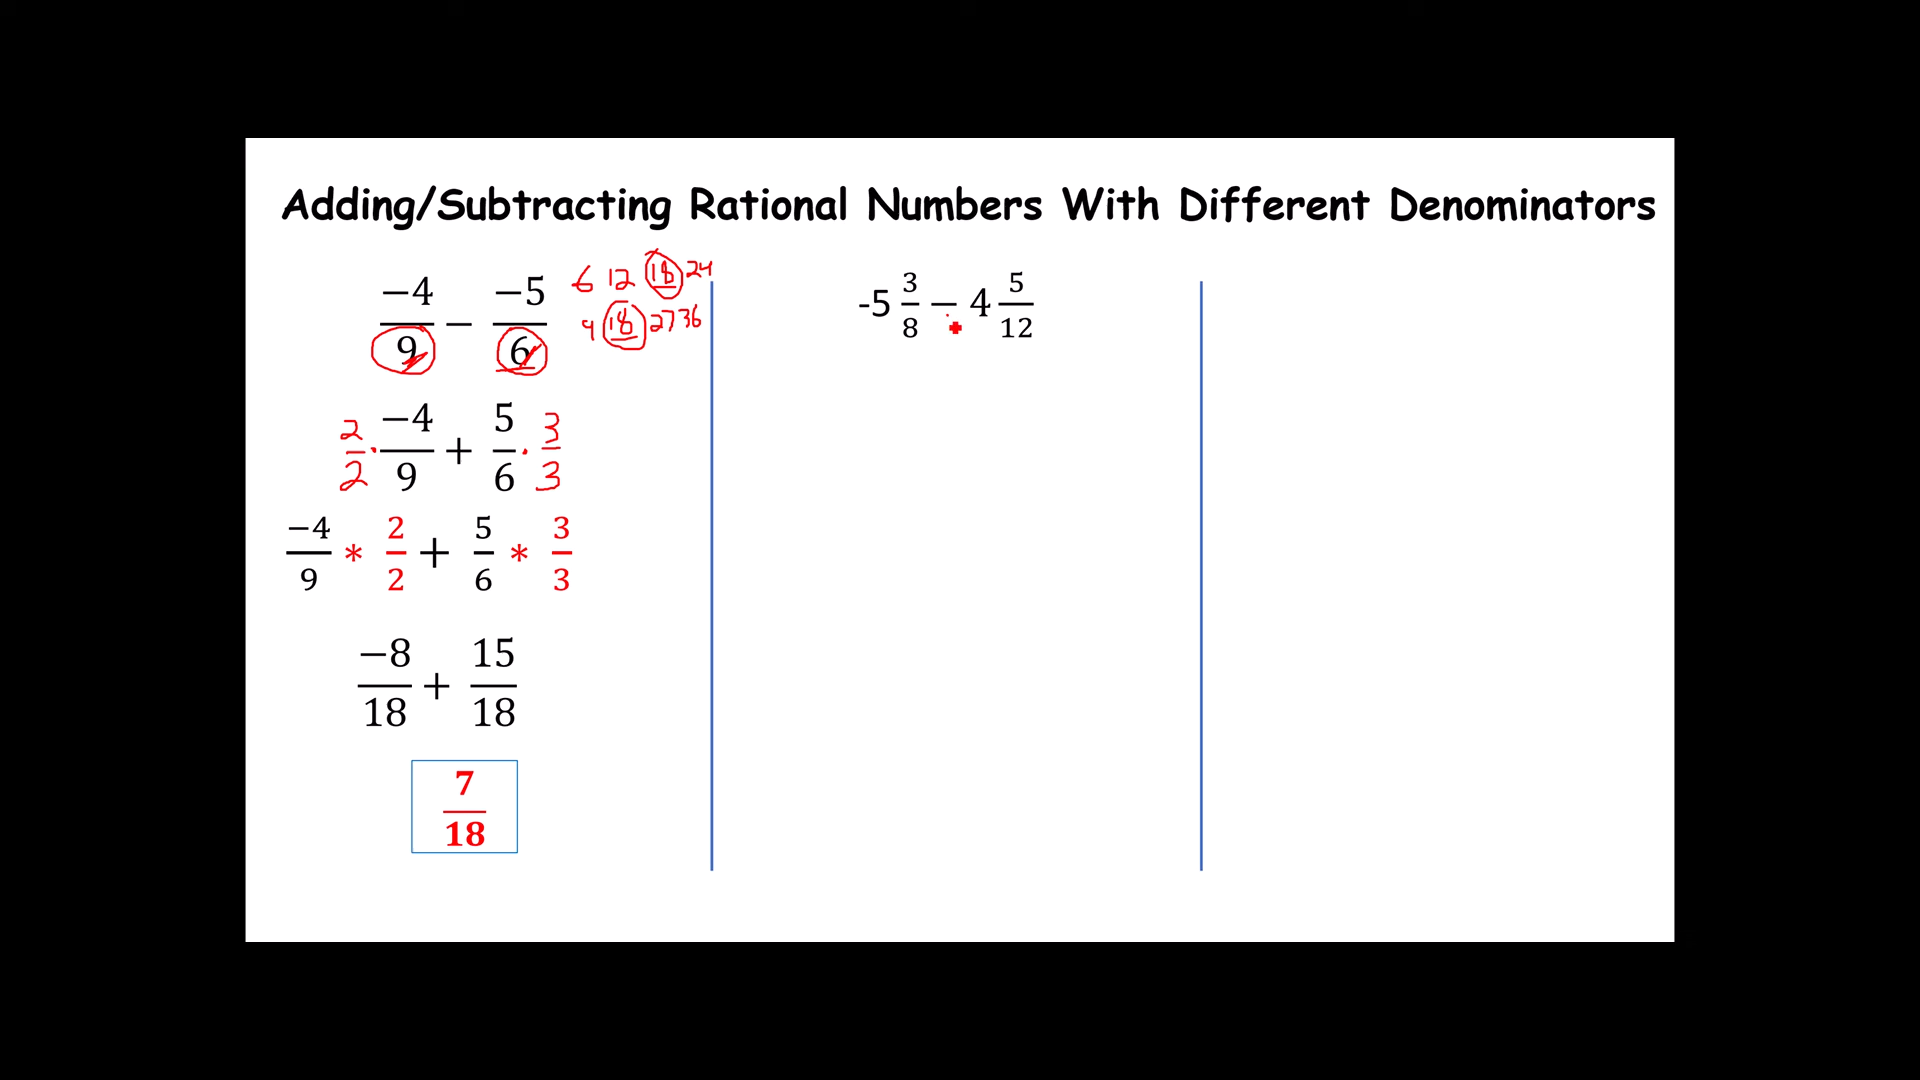 Adding/Subtracting Rational Numbers With Different Denominators
−4/9 − −5/6
6 12 18 24
9 18 27 36
2/2 · −4/9 + 5/6 · 3/3
−4/9 * 2/2 + 5/6 * 3/3
−8/18 + 15/18
7/18
-5 3/8 − 4 5/12